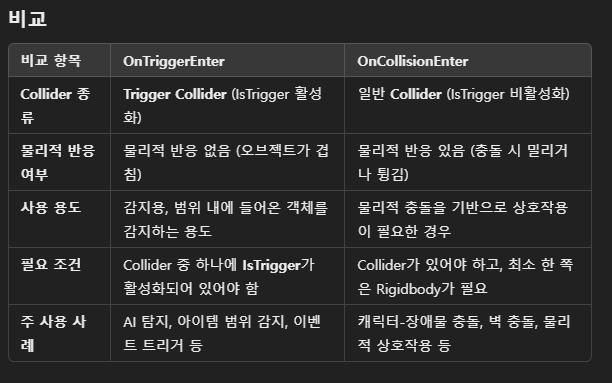 비교
비교 항목 OnTriggerEnter OnCollisionEnter
Collider 종 Trigger Collider (IsTrigger 활성 일반 Collider (IsTrigger 비활성화)
류 화)
물리적 반응 물리적 반응 없음 (오브젝트가 겹 물리적 반응 있음 (충돌 시 밀리거
여부 침) 나 튕김)
사용 용도 감지용, 범위 내에 들어온 객체를 물리적 충돌을 기반으로 상호작용
감지하는 용도 이 필요한 경우
필요 조건 Collider 중 하나에 IsTrigger가 Collider가 있어야 하고, 최소 한 쪽
활성화되어 있어야 함 은 Rigidbody가 필요
주 사용 사 AI 탐지, 아이템 범위 감지, 이벤 캐릭터-장애물 충돌, 벽 충돌, 물리
례 트 트리거 등 적 상호작용 등